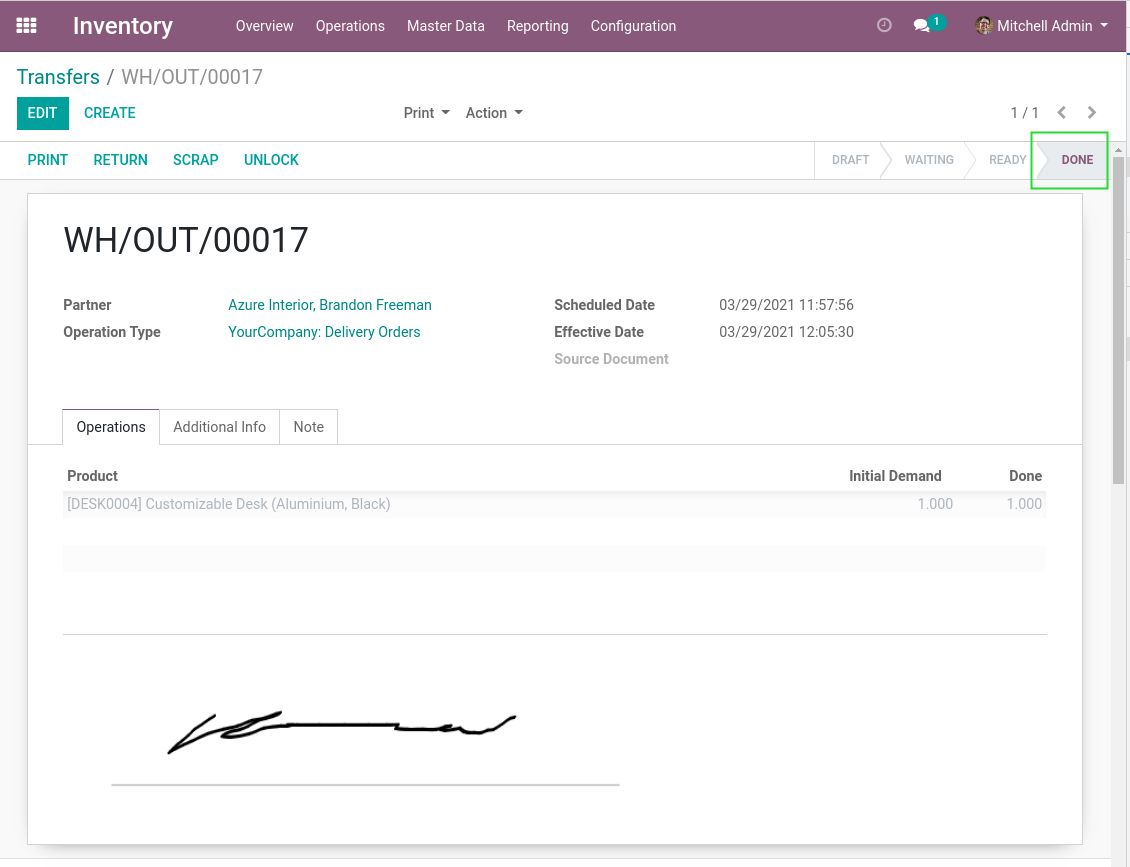 Inventory Overview Operations Master Data Reporting Configuration 1 Mitchell Admin
Transfers / WH/OUT/00017
EDIT CREATE Print Action 1 / 1
PRINT RETURN SCRAP UNLOCK DRAFT WAITING READY DONE
WH/OUT/00017
Partner Azure Interior, Brandon Freeman Scheduled Date 03/29/2021 11:57:56
Operation Type YourCompany: Delivery Orders Effective Date 03/29/2021 12:05:30
Source Document
Operations Additional Info Note
Product Initial Demand Done
[DESK0004] Customizable Desk (Aluminium, Black) 1.000 1.000